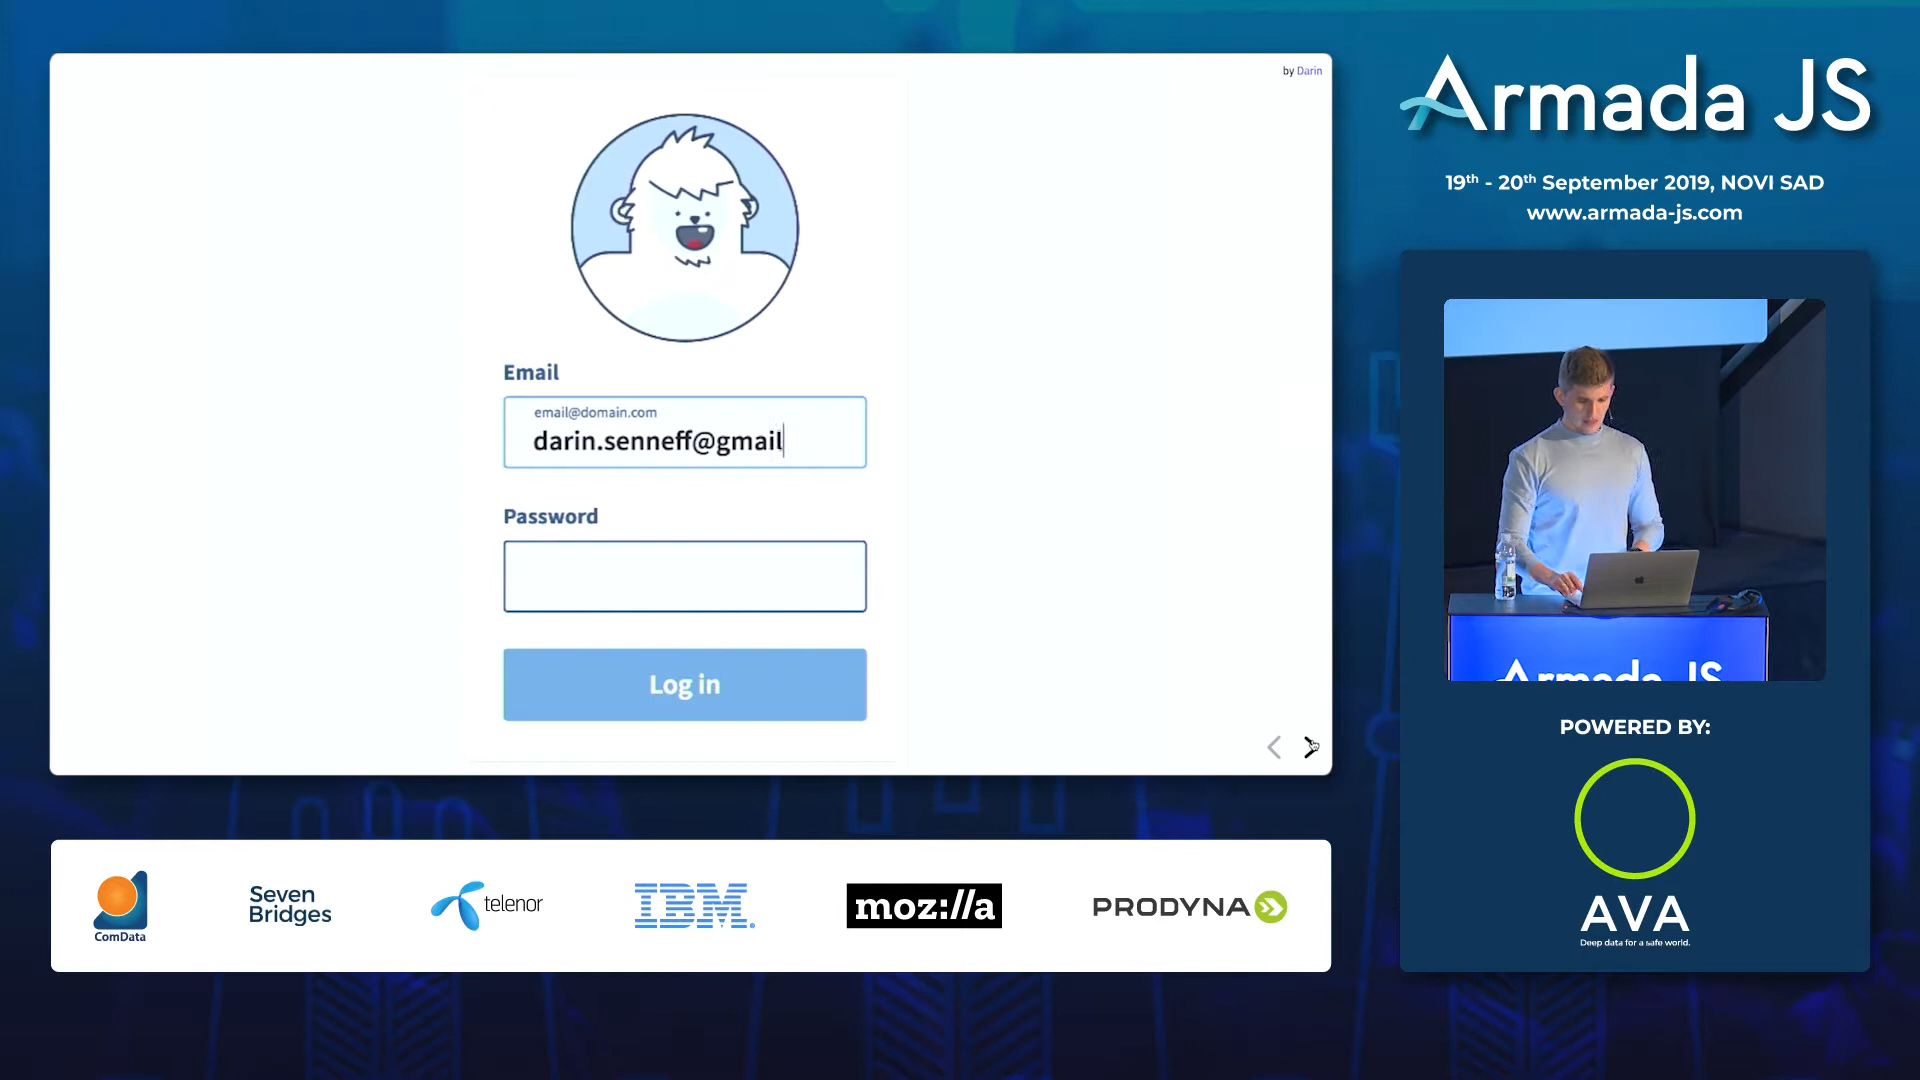 by Darin
Email
email@domain.com
darin.senneff@gmail
Password
Log in
Armada JS
19th - 20th September 2019, NOVI SAD
www.armada-js.com
Armada JS
POWERED BY:
AVA
Deep data for a safe world.
ComData
Seven
Bridges
telenor
IBM
moz://a
PRODYNA